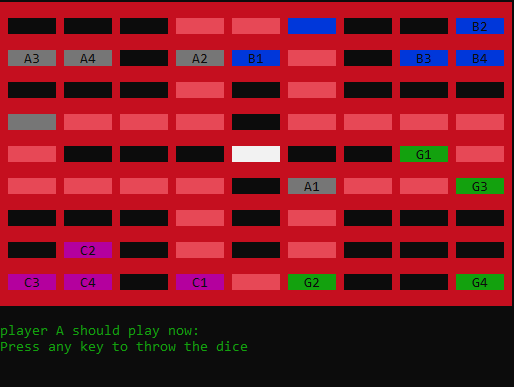 B2
A3 A4 A2 B1 B3 B4
G1
A1 G3
C2
C3 C4 C1 G2 G4
player A should play now:
Press any key to throw the dice